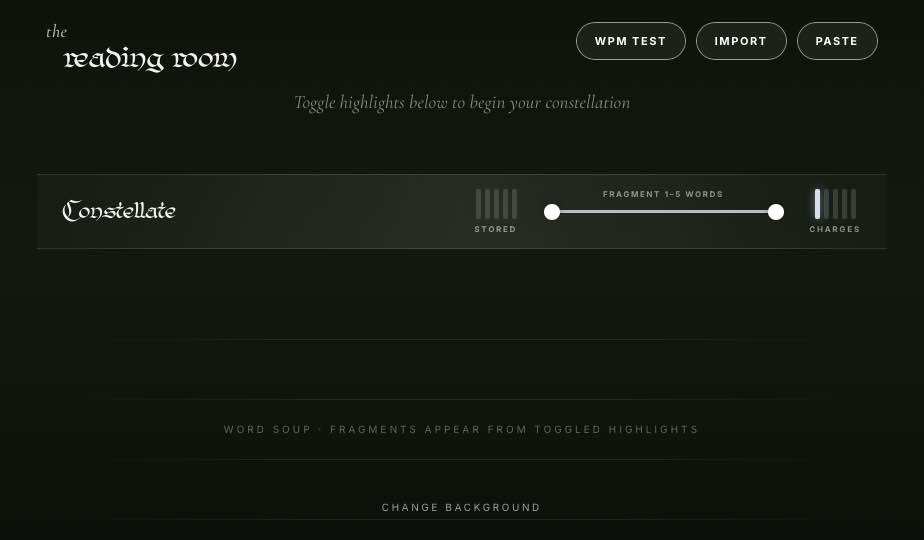 the
reading room
WPM TEST
IMPORT
PASTE
Toggle highlights below to begin your constellation
Constellate
STORED
FRAGMENT 1–5 WORDS
CHARGES
WORD SOUP · FRAGMENTS APPEAR FROM TOGGLED HIGHLIGHTS
CHANGE BACKGROUND